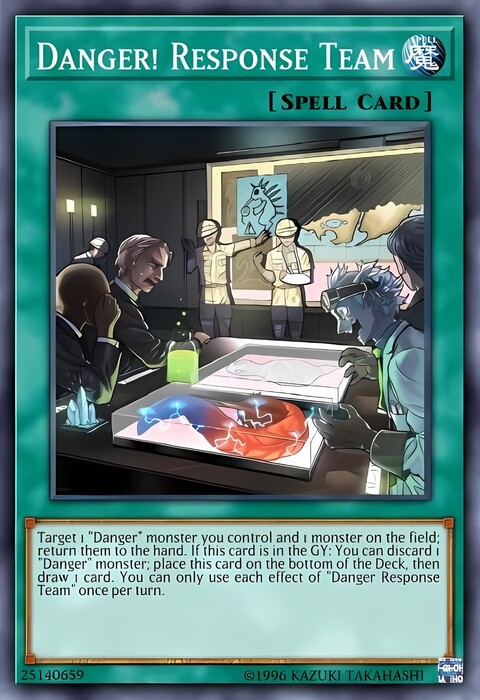 DANGER! RESPONSE TEAM 魔
[ SPELL CARD ]
Target 1 "Danger" monster you control and 1 monster on the field;
return them to the hand. If this card is in the GY: You can discard 1
"Danger" monster; place this card on the bottom of the Deck, then
draw 1 card. You can only use each effect of "Danger Response
Team" once per turn.
25140659 ©1996 KAZUKI TAKAHASHI